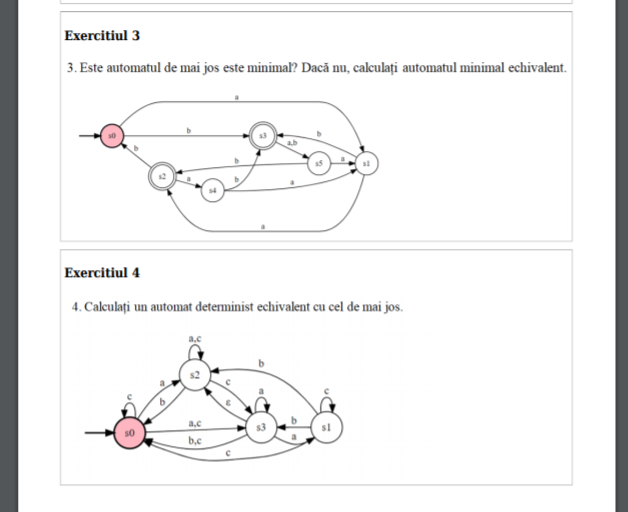 Exercitiul 3
3. Este automatul de mai jos este minimal? Dacă nu, calculați automatul minimal echivalent.
a
s0
b
s3
b
a,b
b
b
s5
a
s1
s2
a
s4
b
a
a
Exercitiul 4
4. Calculați un automat determinist echivalent cu cel de mai jos.
a,c
s2
b
c
a
b
c
ε
a
c
s0
a,c
s3
b
s1
b,c
a
c